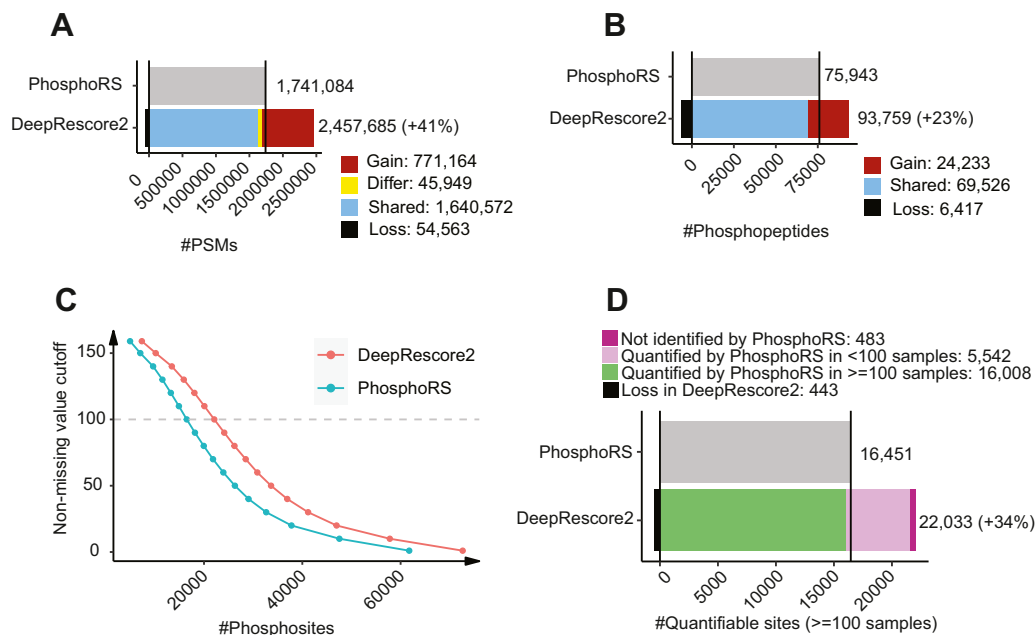 A
PhosphoRS
1,741,084
DeepRescore2
2,457,685 (+41%)
0
500000
1000000
1500000
2000000
2500000
#PSMs
Gain: 771,164
Differ: 45,949
Shared: 1,640,572
Loss: 54,563
B
PhosphoRS
75,943
DeepRescore2
93,759 (+23%)
0
25000
50000
75000
#Phosphopeptides
Gain: 24,233
Shared: 69,526
Loss: 6,417
C
Non-missing value cutoff
150
100
50
0
DeepRescore2
PhosphoRS
20000
40000
60000
#Phosphosites
D
Not identified by PhosphoRS: 483
Quantified by PhosphoRS in <100 samples: 5,542
Quantified by PhosphoRS in >=100 samples: 16,008
Loss in DeepRescore2: 443
PhosphoRS
16,451
DeepRescore2
22,033 (+34%)
0
5000
10000
15000
20000
#Quantifiable sites (>=100 samples)